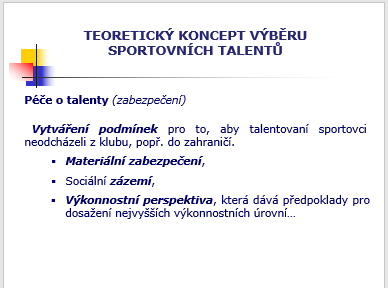 TEORETICKÝ KONCEPT VÝBĚRU
SPORTOVNÍCH TALENTŮ
Péče o talenty (zabezpečení)
Vytváření podmínek pro to, aby talentovaní sportovci
neodcházeli z klubu, popř. do zahraničí.
▪ Materiální zabezpečení,
▪ Sociální zázemí,
▪ Výkonnostní perspektiva, která dává předpoklady pro
dosažení nejvyšších výkonnostních úrovní...